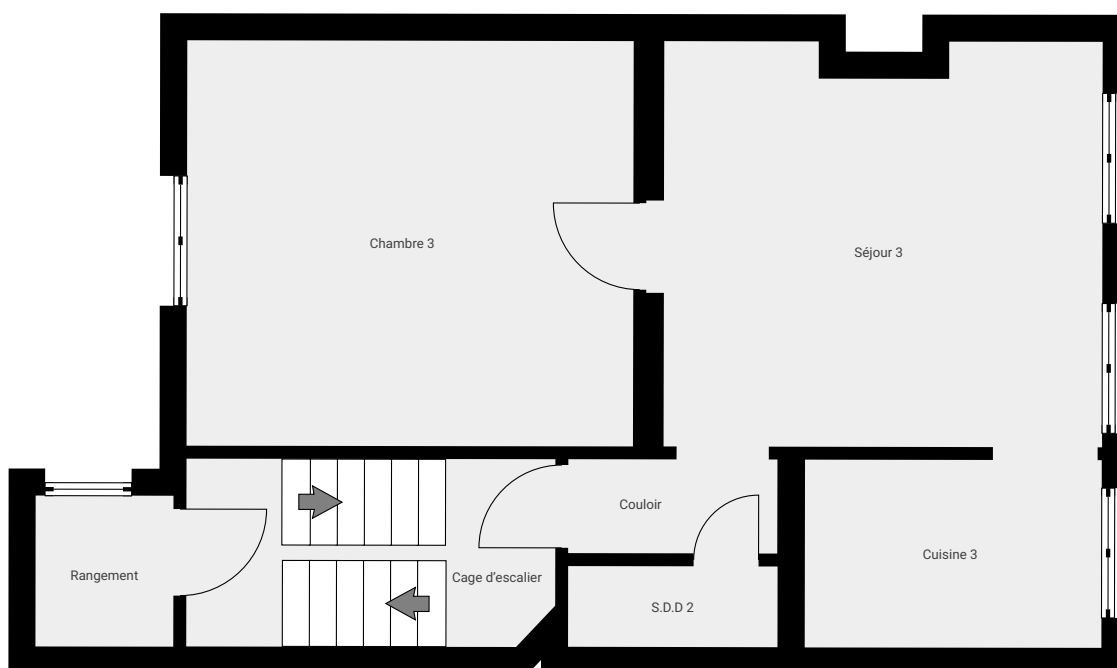 Chambre 3
Séjour 3
Couloir
Cuisine 3
Rangement
Cage d'escalier
S.D.D 2